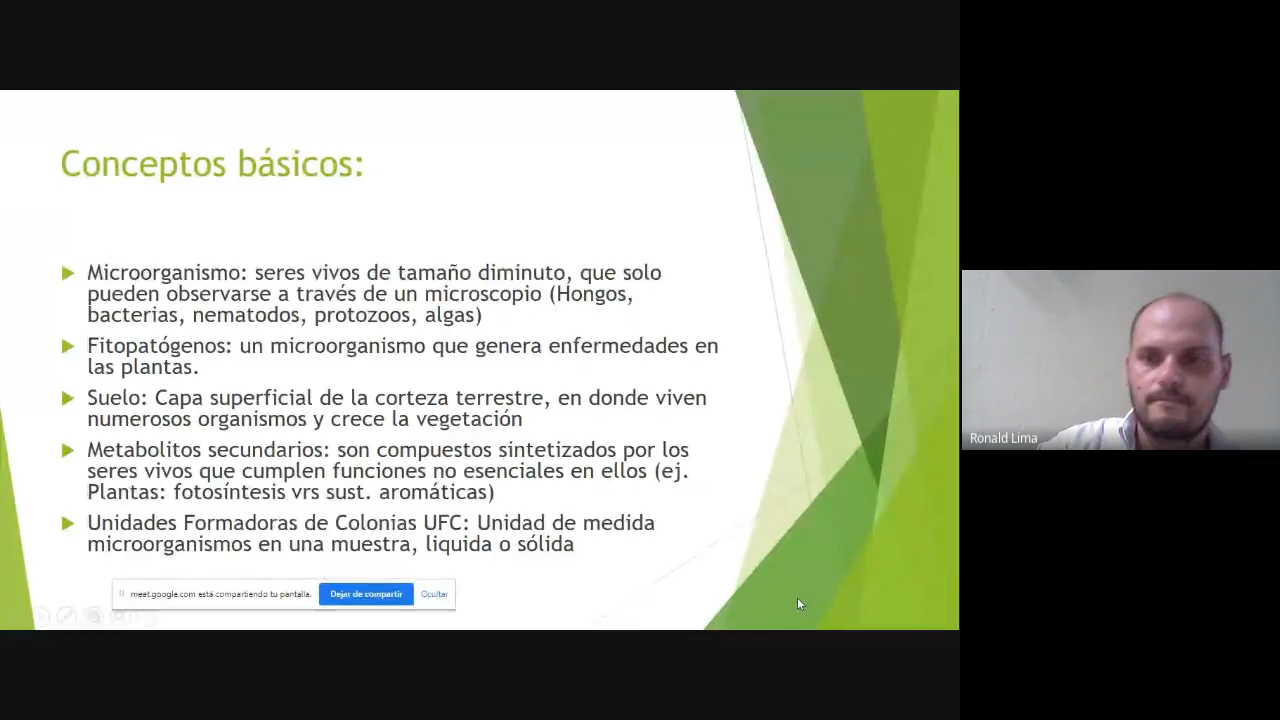 Conceptos básicos:
Microorganismo: seres vivos de tamaño diminuto, que solo
pueden observarse a través de un microscopio (Hongos,
bacterias, nematodos, protozoos, algas)
Fitopatógenos: un microorganismo que genera enfermedades en
las plantas.
Suelo: Capa superficial de la corteza terrestre, en donde viven
numerosos organismos y crece la vegetación
Metabolitos secundarios: son compuestos sintetizados por los
seres vivos que cumplen funciones no esenciales en ellos (ej.
Plantas: fotosíntesis vrs sust. aromáticas)
Unidades Formadoras de Colonias UFC: Unidad de medida
microorganismos en una muestra, liquida o sólida
meet.google.com está compartiendo tu pantalla.
Dejar de compartir
Ocultar
Ronald Lima